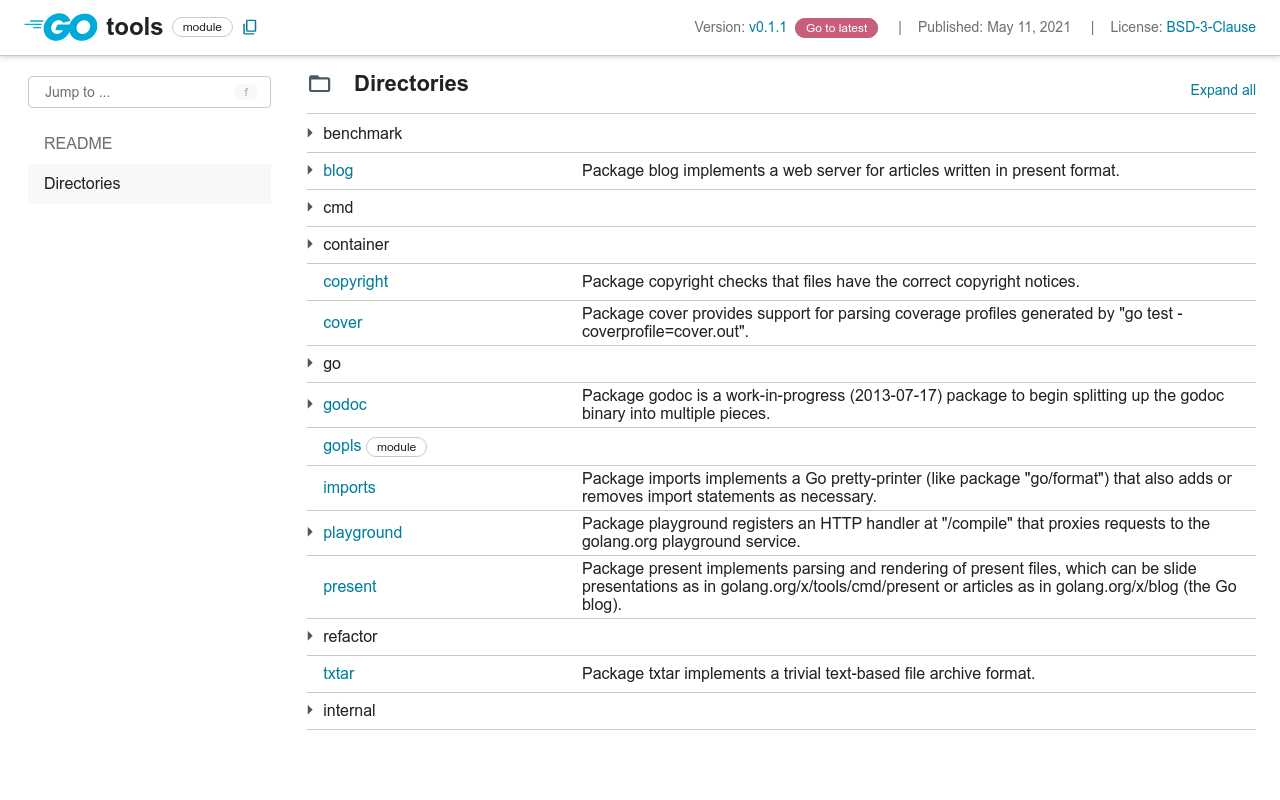 GO tools module
Version: v0.1.1 Go to latest | Published: May 11, 2021 | License: BSD-3-Clause
Jump to ... f
README
Directories
Directories
Expand all
benchmark
blog Package blog implements a web server for articles written in present format.
cmd
container
copyright Package copyright checks that files have the correct copyright notices.
cover Package cover provides support for parsing coverage profiles generated by "go test -
coverprofile=cover.out".
go
godoc Package godoc is a work-in-progress (2013-07-17) package to begin splitting up the godoc
binary into multiple pieces.
gopls module
imports Package imports implements a Go pretty-printer (like package "go/format") that also adds or
removes import statements as necessary.
playground Package playground registers an HTTP handler at "/compile" that proxies requests to the
golang.org playground service.
present Package present implements parsing and rendering of present files, which can be slide
presentations as in golang.org/x/tools/cmd/present or articles as in golang.org/x/blog (the Go
blog).
refactor
txtar Package txtar implements a trivial text-based file archive format.
internal